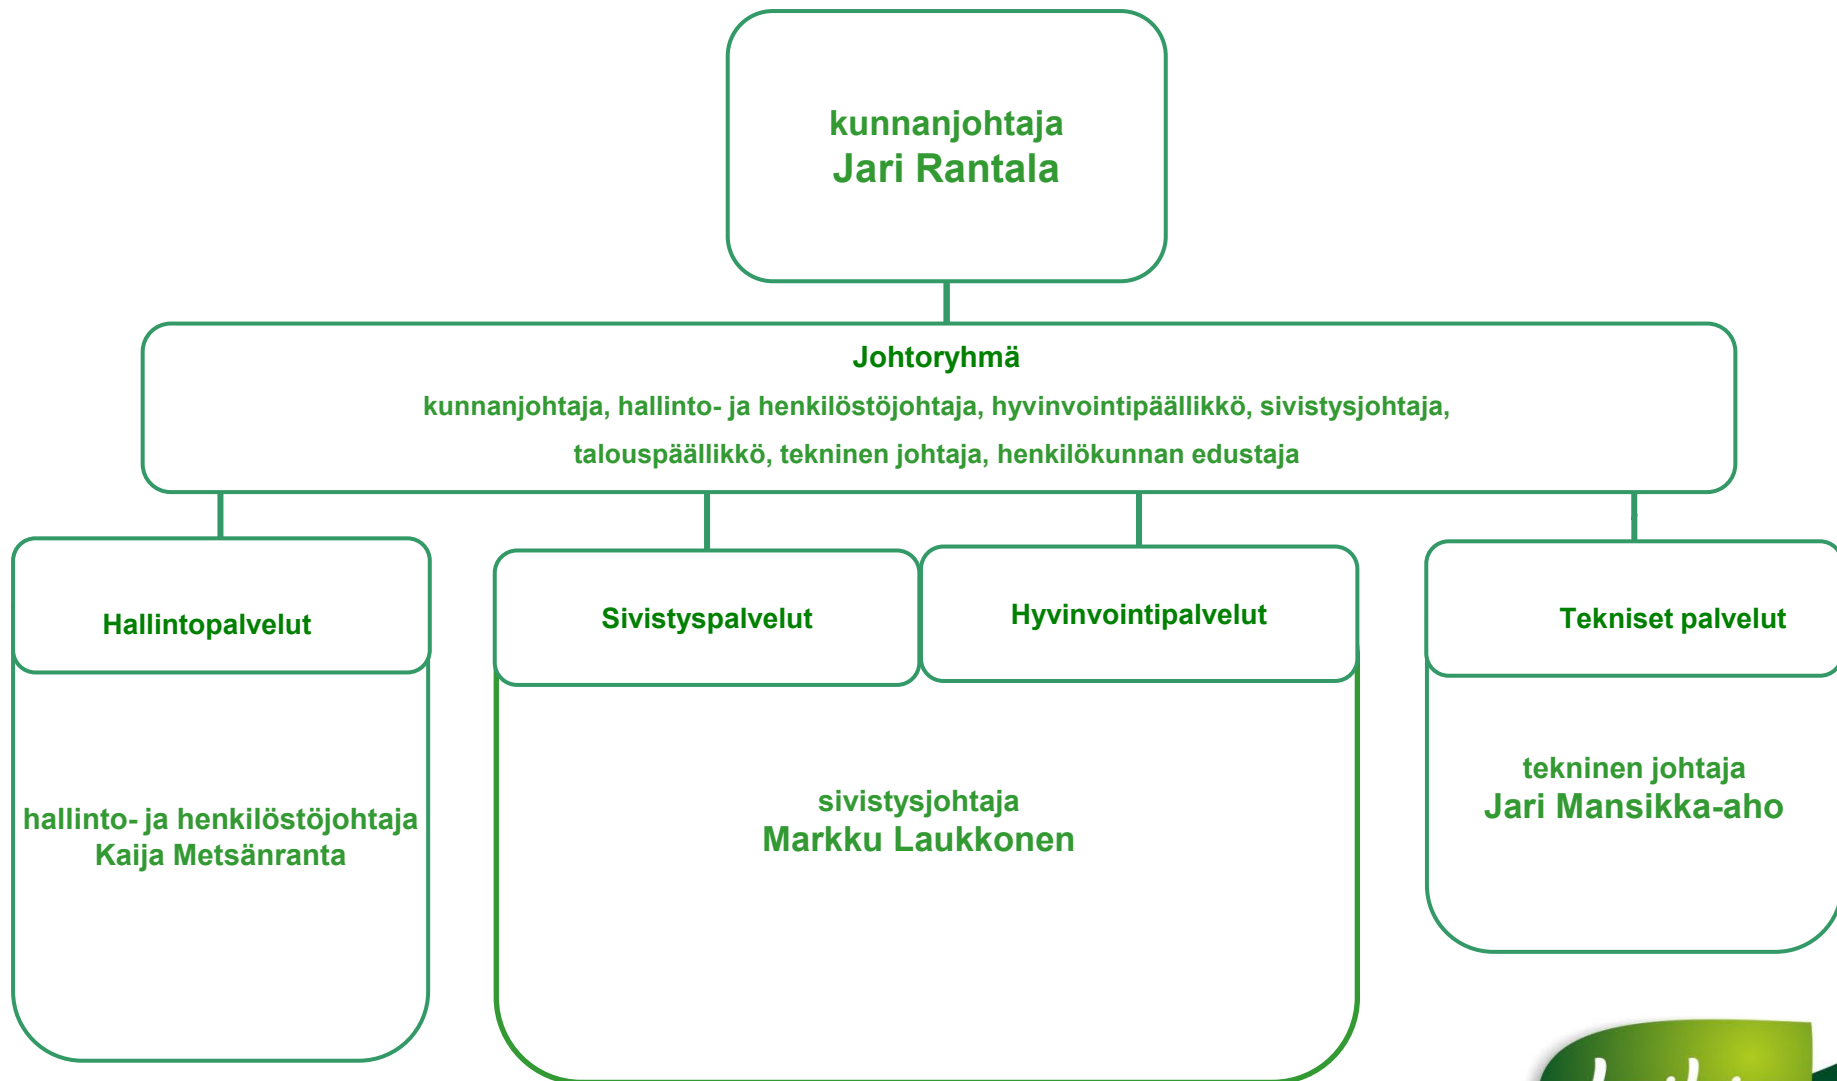 kunnanjohtaja
Jari Rantala
Johtoryhmä
kunnanjohtaja, hallinto- ja henkilöstöjohtaja, hyvinvointipäällikkö, sivistysjohtaja,
talouspäällikkö, tekninen johtaja, henkilökunnan edustaja
Hallintopalvelut
hallinto- ja henkilöstöjohtaja
Kaija Metsänranta
Sivistyspalvelut
Hyvinvointipalvelut
sivistysjohtaja
Markku Laukkonen
Tekniset palvelut
tekninen johtaja
Jari Mansikka-aho